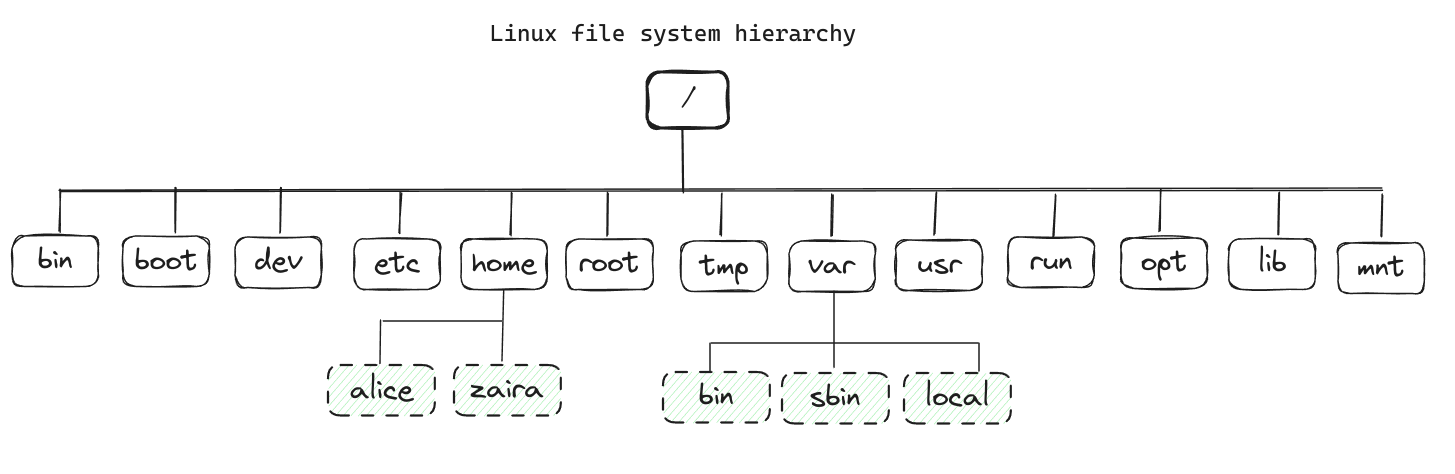 Linux file system hierarchy
/
bin boot dev etc home root tmp var usr run opt lib mnt
alice zaira bin sbin local